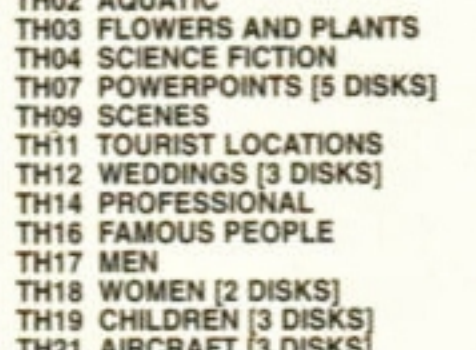 TH02 AQUATIC
TH03 FLOWERS AND PLANTS
TH04 SCIENCE FICTION
TH07 POWERPOINTS [5 DISKS]
TH09 SCENES
TH11 TOURIST LOCATIONS
TH12 WEDDINGS [3 DISKS]
TH14 PROFESSIONAL
TH16 FAMOUS PEOPLE
TH17 MEN
TH18 WOMEN [2 DISKS]
TH19 CHILDREN [3 DISKS]
TH21 AIRCRAFT [3 DISKS]